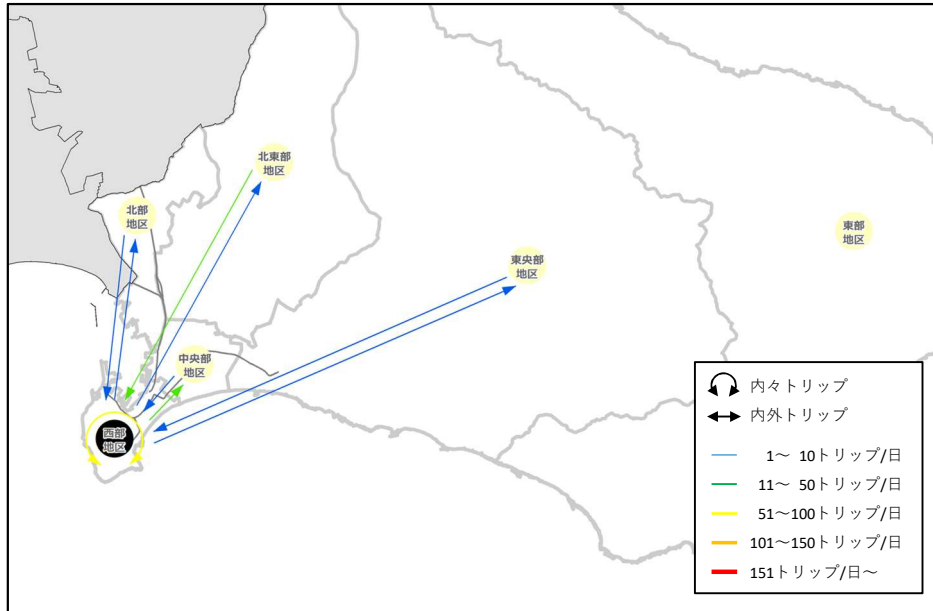 北東部
地区
北部
地区
東部
地区
東央部
地区
中央部
地区
西部
地区
内々トリップ
内外トリップ
1～ 10トリップ/日
11～ 50トリップ/日
51～100トリップ/日
101～150トリップ/日
151トリップ/日～